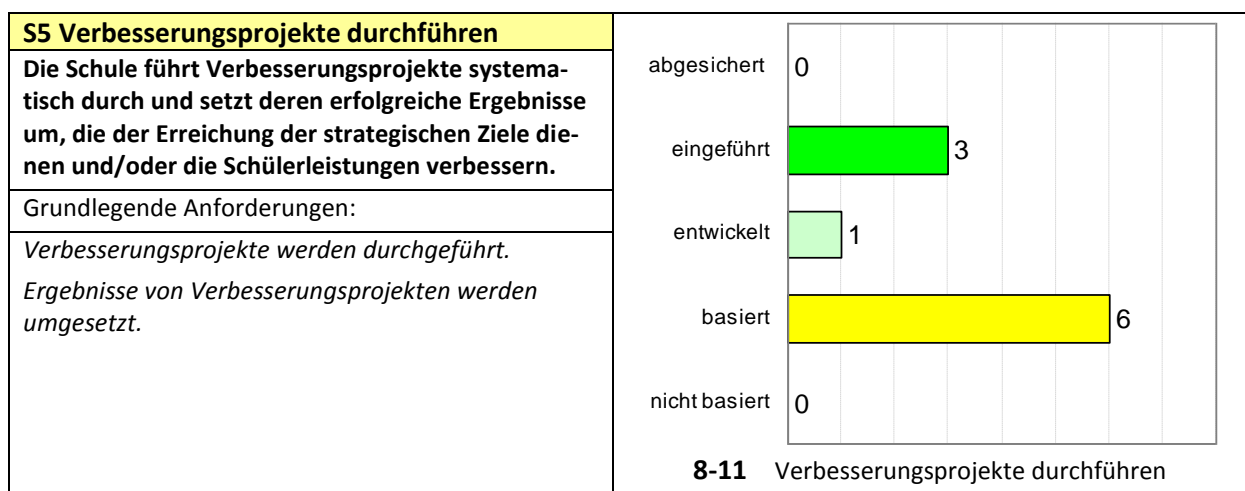 S5 Verbesserungsprojekte durchführen
Die Schule führt Verbesserungsprojekte systema-
tisch durch und setzt deren erfolgreiche Ergebnisse
um, die der Erreichung der strategischen Ziele die-
nen und/oder die Schülerleistungen verbessern.
Grundlegende Anforderungen:
Verbesserungsprojekte werden durchgeführt.
Ergebnisse von Verbesserungsprojekten werden
umgesetzt.
abgesichert 0
eingeführt 3
entwickelt 1
basiert 6
nicht basiert 0
8-11 Verbesserungsprojekte durchführen